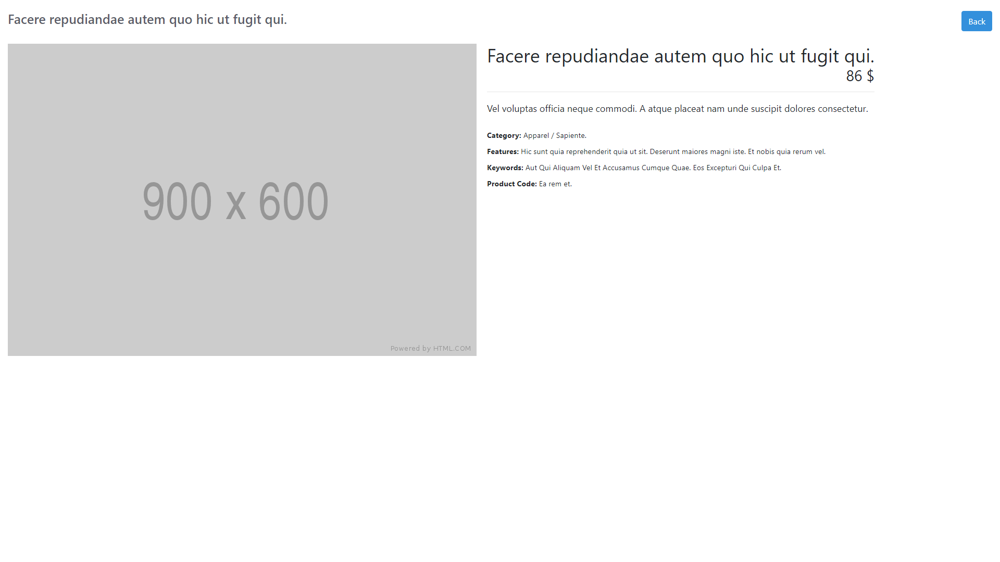 Facere repudiandae autem quo hic ut fugit qui.
Back
900 x 600
Powered by HTML.COM
Facere repudiandae autem quo hic ut fugit qui.
86 $
Vel voluptas officia neque commodi. A atque placeat nam unde suscipit dolores consectetur.
Category: Apparel / Sapiente.
Features: Hic sunt quia reprehenderit quia ut sit. Deserunt maiores magni iste. Et nobis quia rerum vel.
Keywords: Aut Qui Aliquam Vel Et Accusamus Cumque Quae. Eos Excepturi Qui Culpa Et.
Product Code: Ea rem et.